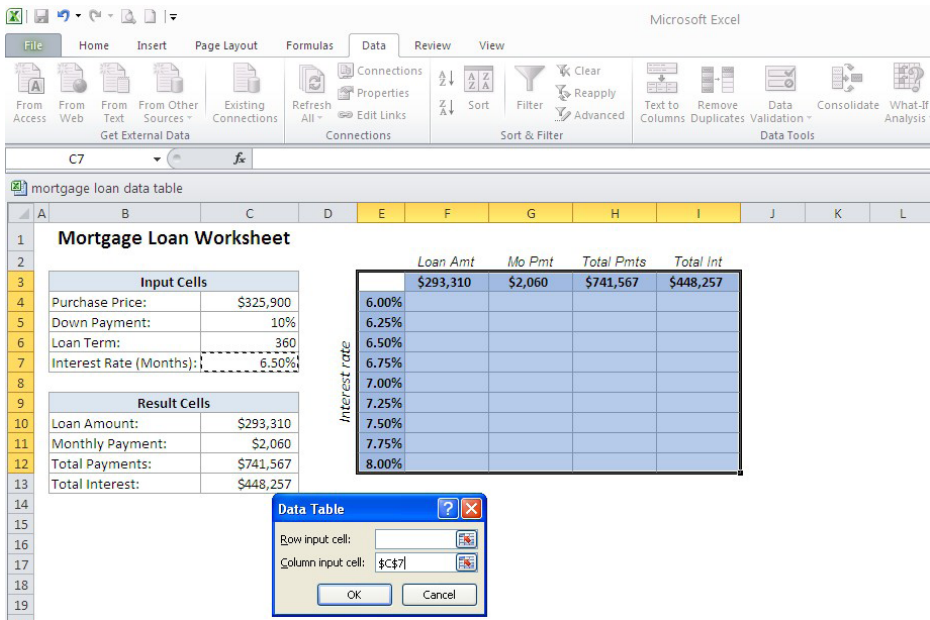 Microsoft Excel
File Home Insert Page Layout Formulas Data Review View
From Access
From Web
From Text
From Other Sources
Existing Connections
Get External Data
Refresh All
Connections
Properties
Edit Links
Connections
Sort
Filter
Clear
Reapply
Advanced
Sort & Filter
Text to Columns
Remove Duplicates
Data Validation
Consolidate
What-If Analysis
Data Tools
C7 fx
mortgage loan data table
A B C D E F G H I J K L
1 Mortgage Loan Worksheet
2 Loan Amt Mo Pmt Total Pmts Total Int
3 Input Cells $293,310 $2,060 $741,567 $448,257
4 Purchase Price: $325,900 6.00%
5 Down Payment: 10% 6.25%
6 Loan Term: 360 6.50%
7 Interest Rate (Months): 6.50% 6.75%
8 7.00%
9 Result Cells 7.25%
10 Loan Amount: $293,310 7.50%
11 Monthly Payment: $2,060 7.75%
12 Total Payments: $741,567 8.00%
13 Total Interest: $448,257
Interest rate
14
15
16
17
18
19
Data Table
Row input cell:
Column input cell: $C$7
OK Cancel